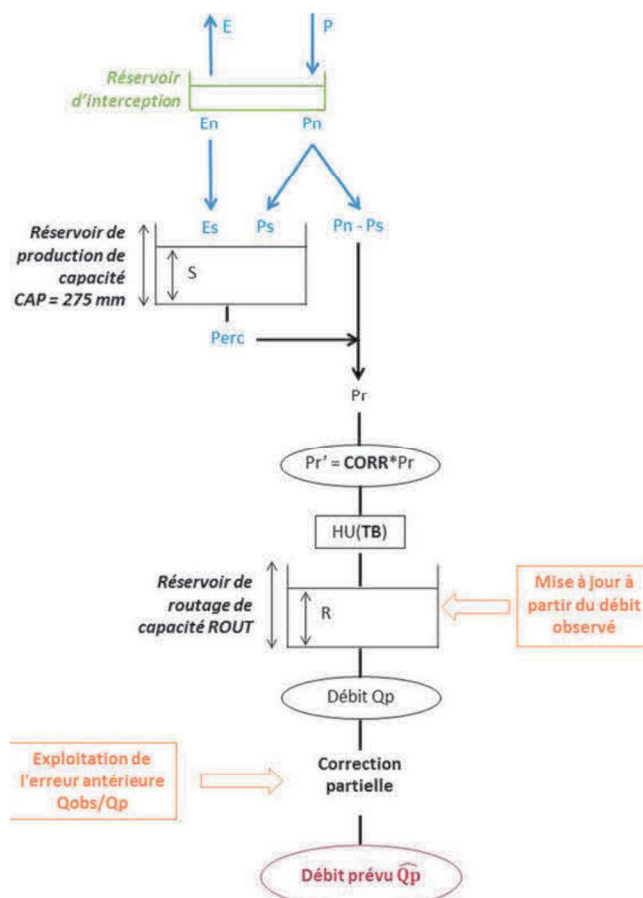 E
P
Réservoir
d'interception
En
Pn
Réservoir de
production de
capacité
CAP = 275 mm
Es
Ps
Pn - Ps
S
Perc
Pr
Pr' = CORR*Pr
HU(TB)
Réservoir de
routage de
capacité ROUT
R
Mise à jour à
partir du débit
observé
Débit Qp
Exploitation de
l'erreur antérieure
Qobs/Qp
Correction
partielle
Débit prévu Q̂p